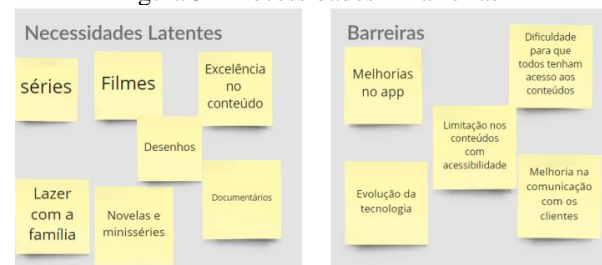 Necessidades Latentes
séries
Filmes
Excelência
no
conteúdo
Desenhos
Lazer
com a
família
Novelas e
minisséries
Documentários
Barreiras
Melhorias
no app
Dificuldade
para que
todos tenham
acesso aos
conteúdos
Limitação nos
conteúdos
com
acessibilidade
Evolução da
tecnologia
Melhoria na
comunicação
com os
clientes